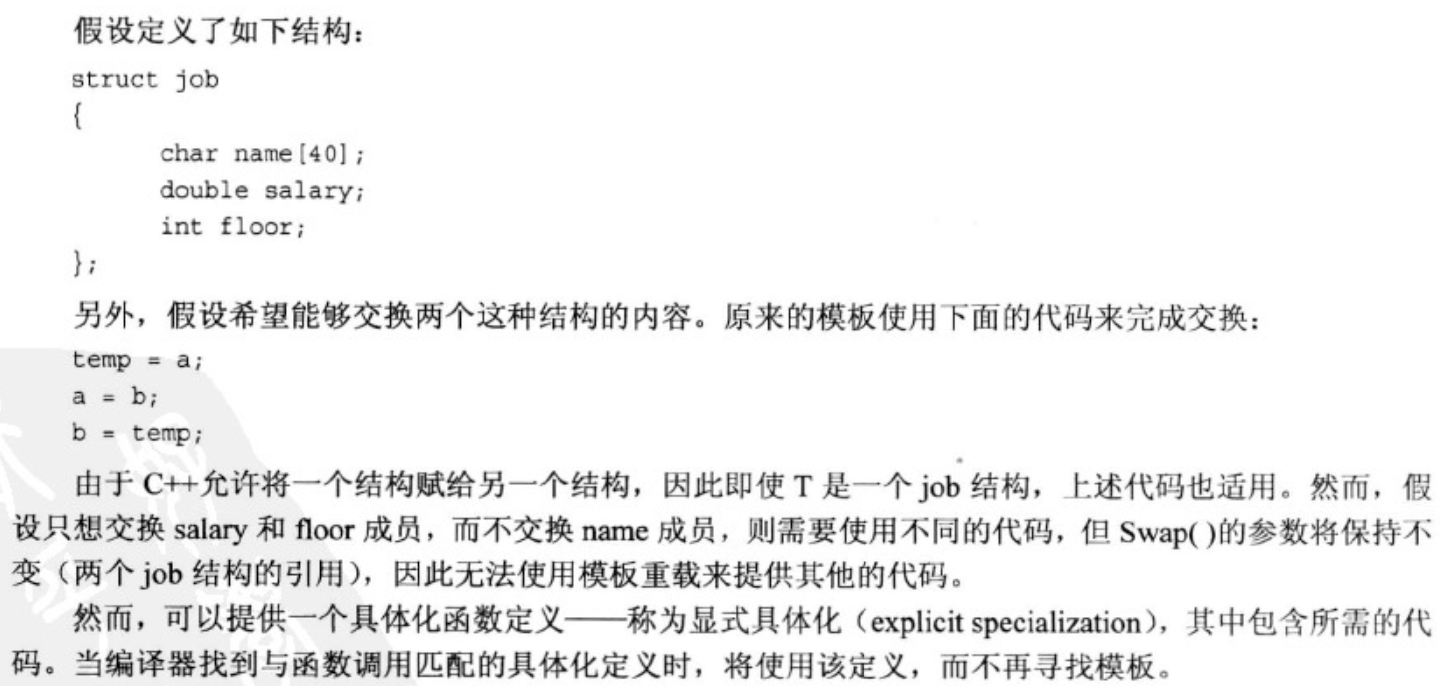 假设定义了如下结构：
struct job
{
char name[40];
double salary;
int floor;
};
另外，假设希望能够交换两个这种结构的内容。原来的模板使用下面的代码来完成交换：
temp = a;
a = b;
b = temp;
由于 C++允许将一个结构赋给另一个结构，因此即使 T 是一个 job 结构，上述代码也适用。然而，假
设只想交换 salary 和 floor 成员，而不交换 name 成员，则需要使用不同的代码，但 Swap( )的参数将保持不
变（两个 job 结构的引用），因此无法使用模板重载来提供其他的代码。
然而，可以提供一个具体化函数定义——称为显式具体化（explicit specialization），其中包含所需的代
码。当编译器找到与函数调用匹配的具体化定义时，将使用该定义，而不再寻找模板。